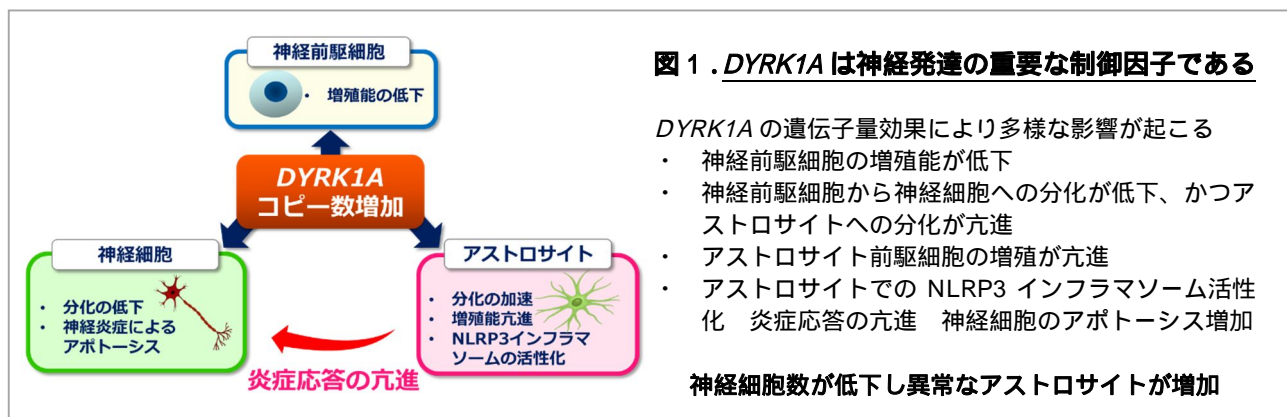 神経前駆細胞
・ 増殖能の低下
DYRK1A
コピー数増加
神経細胞
・ 分化の低下
・ 神経炎症による
アポトーシス
アストロサイト
・ 分化の加速
・ 増殖能亢進
・ NLRP3インフラマ
ソームの活性化
炎症応答の亢進
図1.DYRK1Aは神経発達の重要な制御因子である
DYRK1Aの遺伝子量効果により多様な影響が起こる
・ 神経前駆細胞の増殖能が低下
・ 神経前駆細胞から神経細胞への分化が低下、かつア
ストロサイトへの分化が亢進
・ アストロサイト前駆細胞の増殖が亢進
・ アストロサイトでの NLRP3 インフラマソーム活性
化 炎症応答の亢進 神経細胞のアポトーシス増加
神経細胞数が低下し異常なアストロサイトが増加